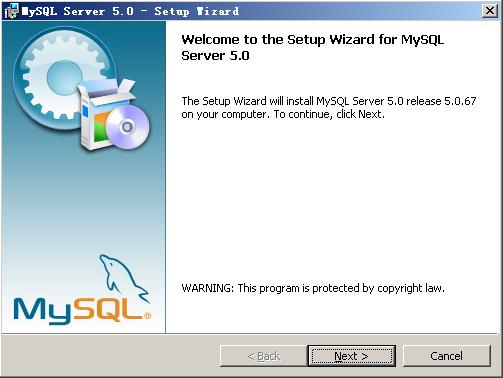 MySQL Server 5.0 - Setup Wizard
Welcome to the Setup Wizard for MySQL
Server 5.0
The Setup Wizard will install MySQL Server 5.0 release 5.0.67
on your computer. To continue, click Next.
MySQL®
WARNING: This program is protected by copyright law.
< Back
Next >
Cancel